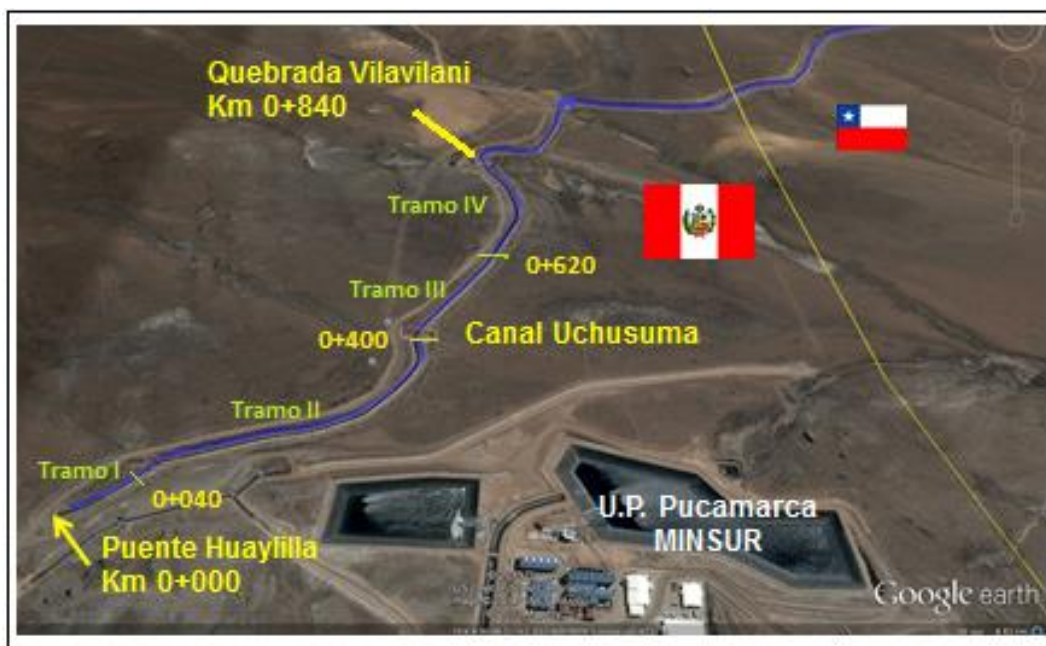 Quebrada Vilavilani
Km 0+840
Tramo IV
0+620
Tramo III
0+400
Canal Uchusuma
Tramo II
Tramo I
0+040
U.P. Pucamarca
MINSUR
Puente Huaylilla
Km 0+000
Google earth